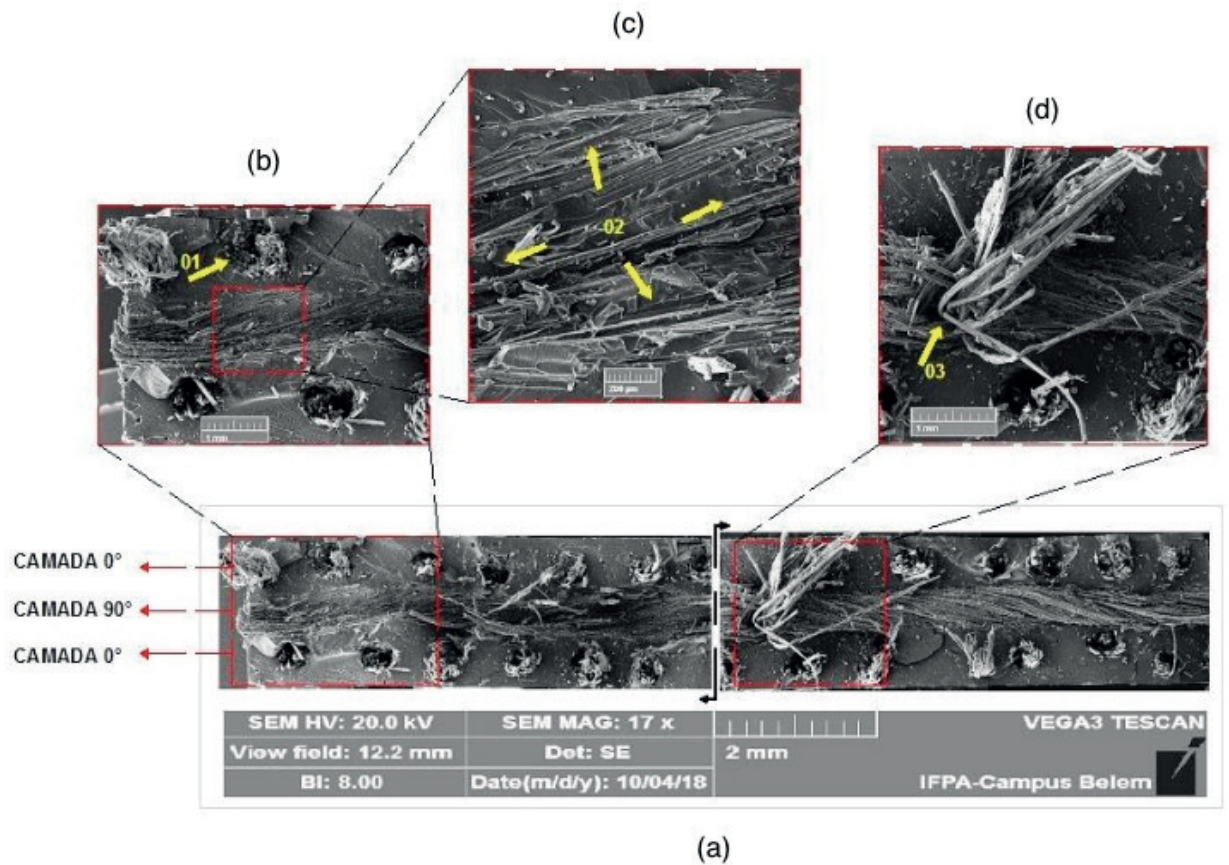 (c)
(b)
(d)
01
02
03
1 mm
200 µm
1 mm
CAMADA 0°
CAMADA 90°
CAMADA 0°
SEM HV: 20.0 kV
SEM MAG: 17 x
VEGA3 TESCAN
View field: 12.2 mm
Det: SE
2 mm
BI: 8.00
Date(m/d/y): 10/04/18
IFPA-Campus Belem
(a)